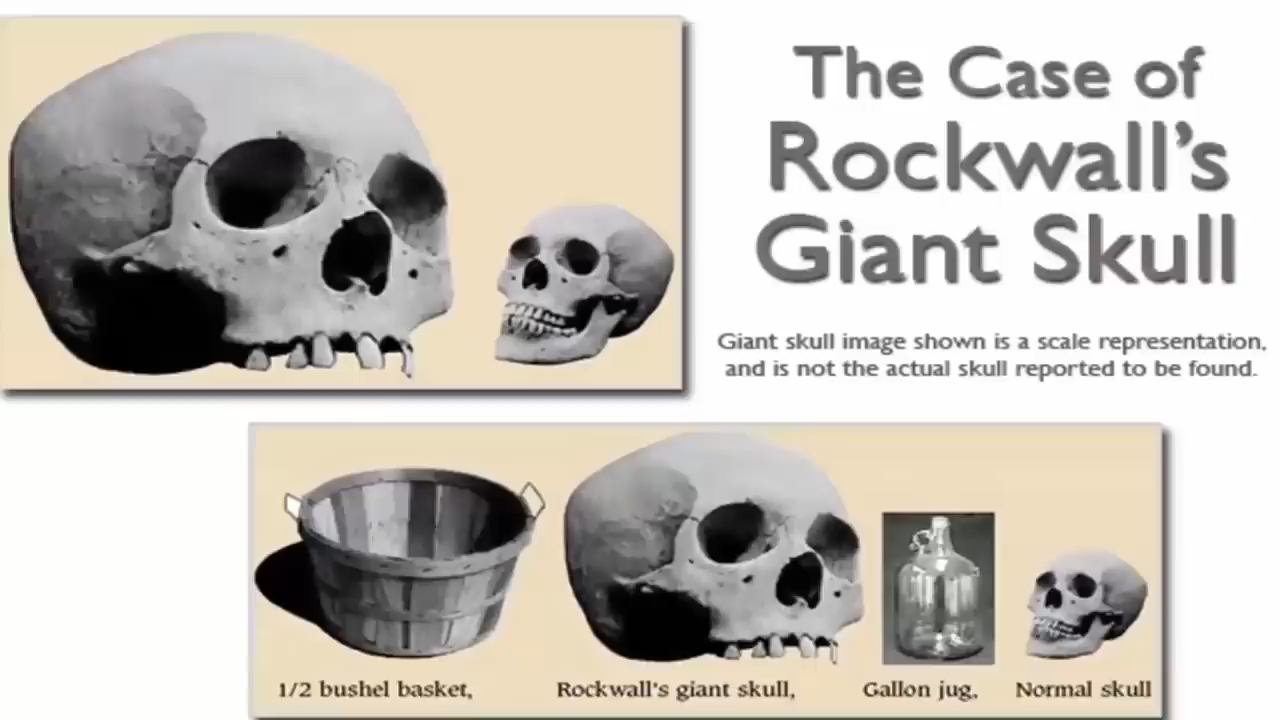 The Case of
Rockwall's
Giant Skull
Giant skull image shown is a scale representation,
and is not the actual skull reported to be found.
1/2 bushel basket, Rockwall's giant skull, Gallon jug, Normal skull